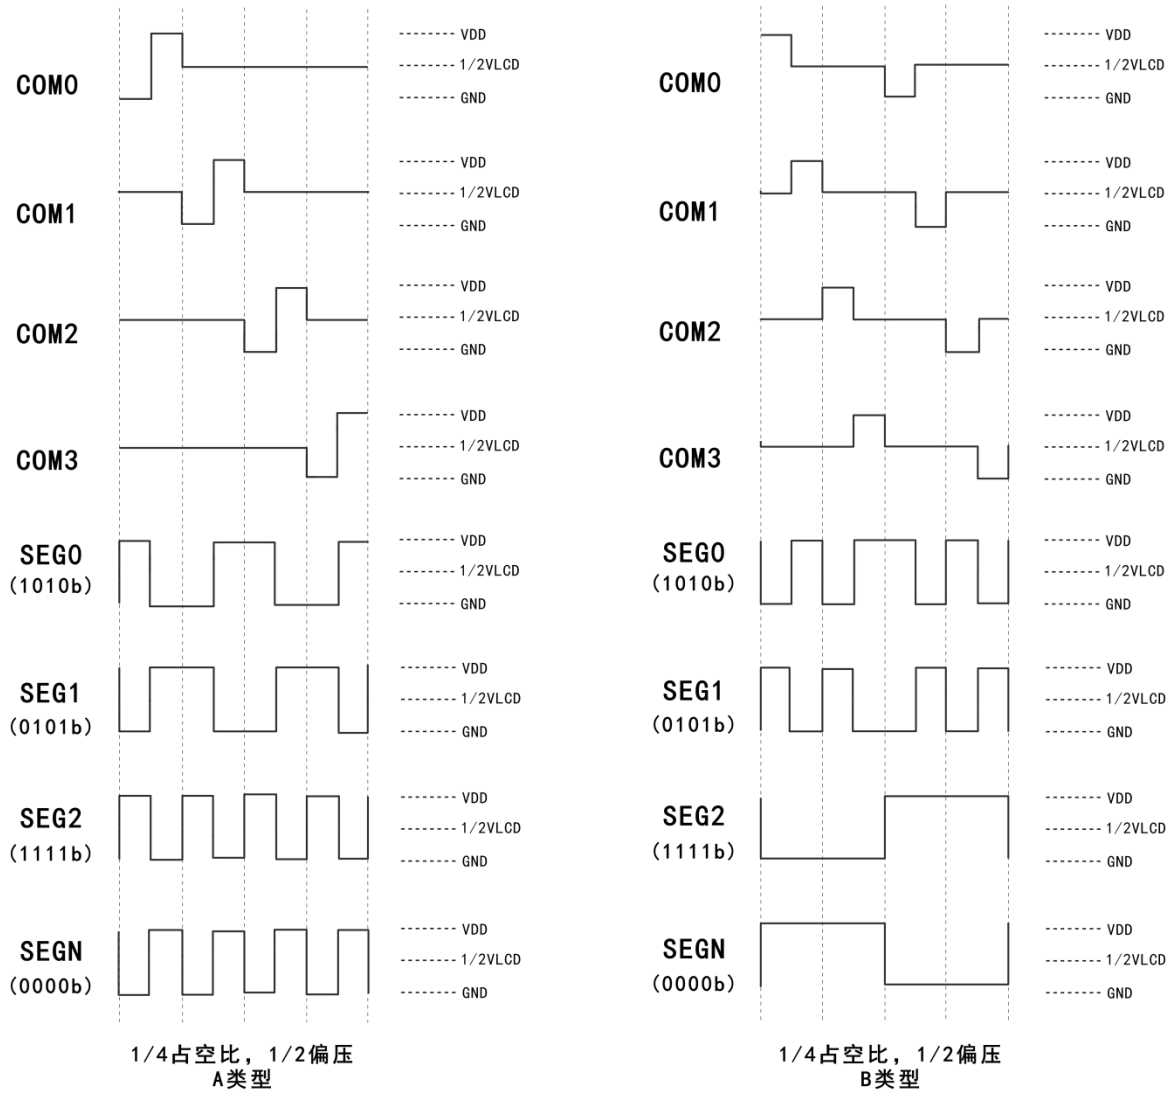 VDD
COM0
1/2VLCD
GND
VDD
COM1
1/2VLCD
GND
VDD
COM2
1/2VLCD
GND
VDD
COM3
1/2VLCD
GND
SEG0
(1010b)
VDD
1/2VLCD
GND
SEG1
(0101b)
VDD
1/2VLCD
GND
SEG2
(1111b)
VDD
1/2VLCD
GND
SEGN
(0000b)
VDD
1/2VLCD
GND
1/4占空比, 1/2偏压
A类型
VDD
COM0
1/2VLCD
GND
VDD
COM1
1/2VLCD
GND
VDD
COM2
1/2VLCD
GND
VDD
COM3
1/2VLCD
GND
SEG0
(1010b)
VDD
1/2VLCD
GND
SEG1
(0101b)
VDD
1/2VLCD
GND
SEG2
(1111b)
VDD
1/2VLCD
GND
SEGN
(0000b)
VDD
1/2VLCD
GND
1/4占空比, 1/2偏压
B类型